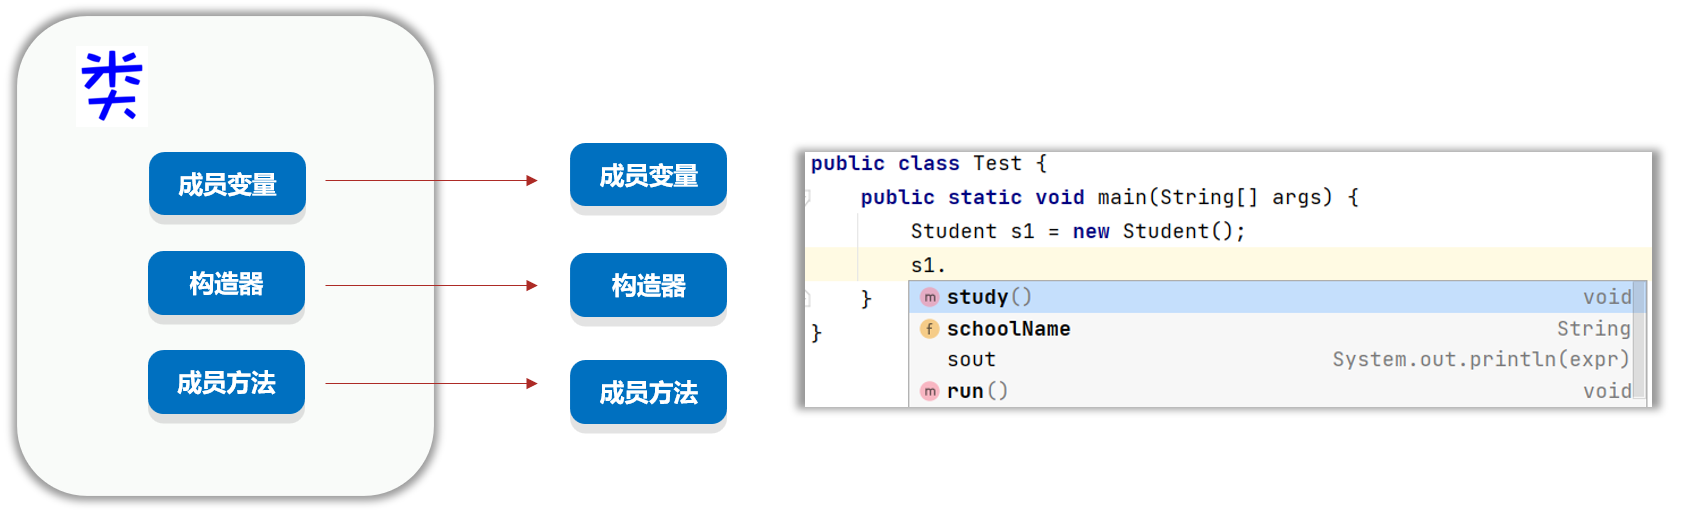 类
成员变量
构造器
成员方法
成员变量
构造器
成员方法
public class Test {
public static void main(String[] args) {
Student s1 = new Student();
s1.
}
}
m study() void
f schoolName String
sout System.out.println(expr)
m run() void